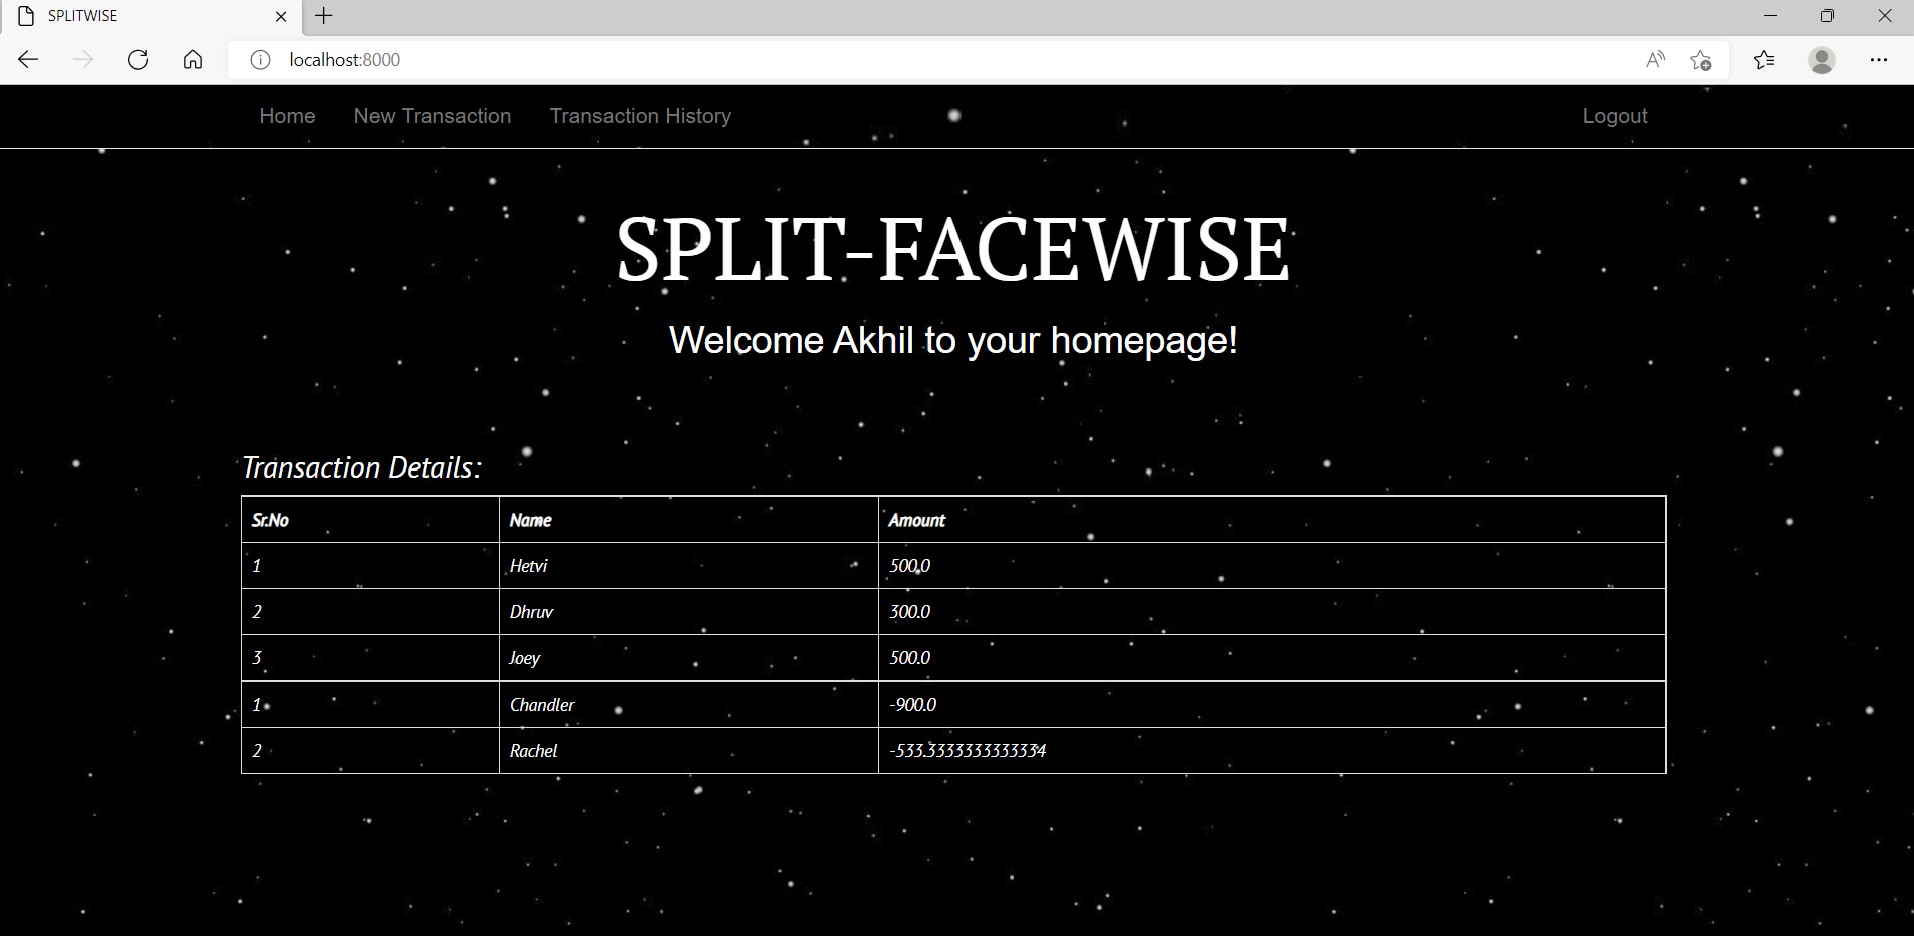 SPLITWISE
localhost:8000
Home New Transaction Transaction History Logout
SPLIT-FACEWISE
Welcome Akhil to your homepage!
Transaction Details:
Sr.No Name Amount
1 Hetvi 500.0
2 Dhruv 300.0
3 Joey 500.0
1 Chandler -900.0
2 Rachel -533.3333333333334